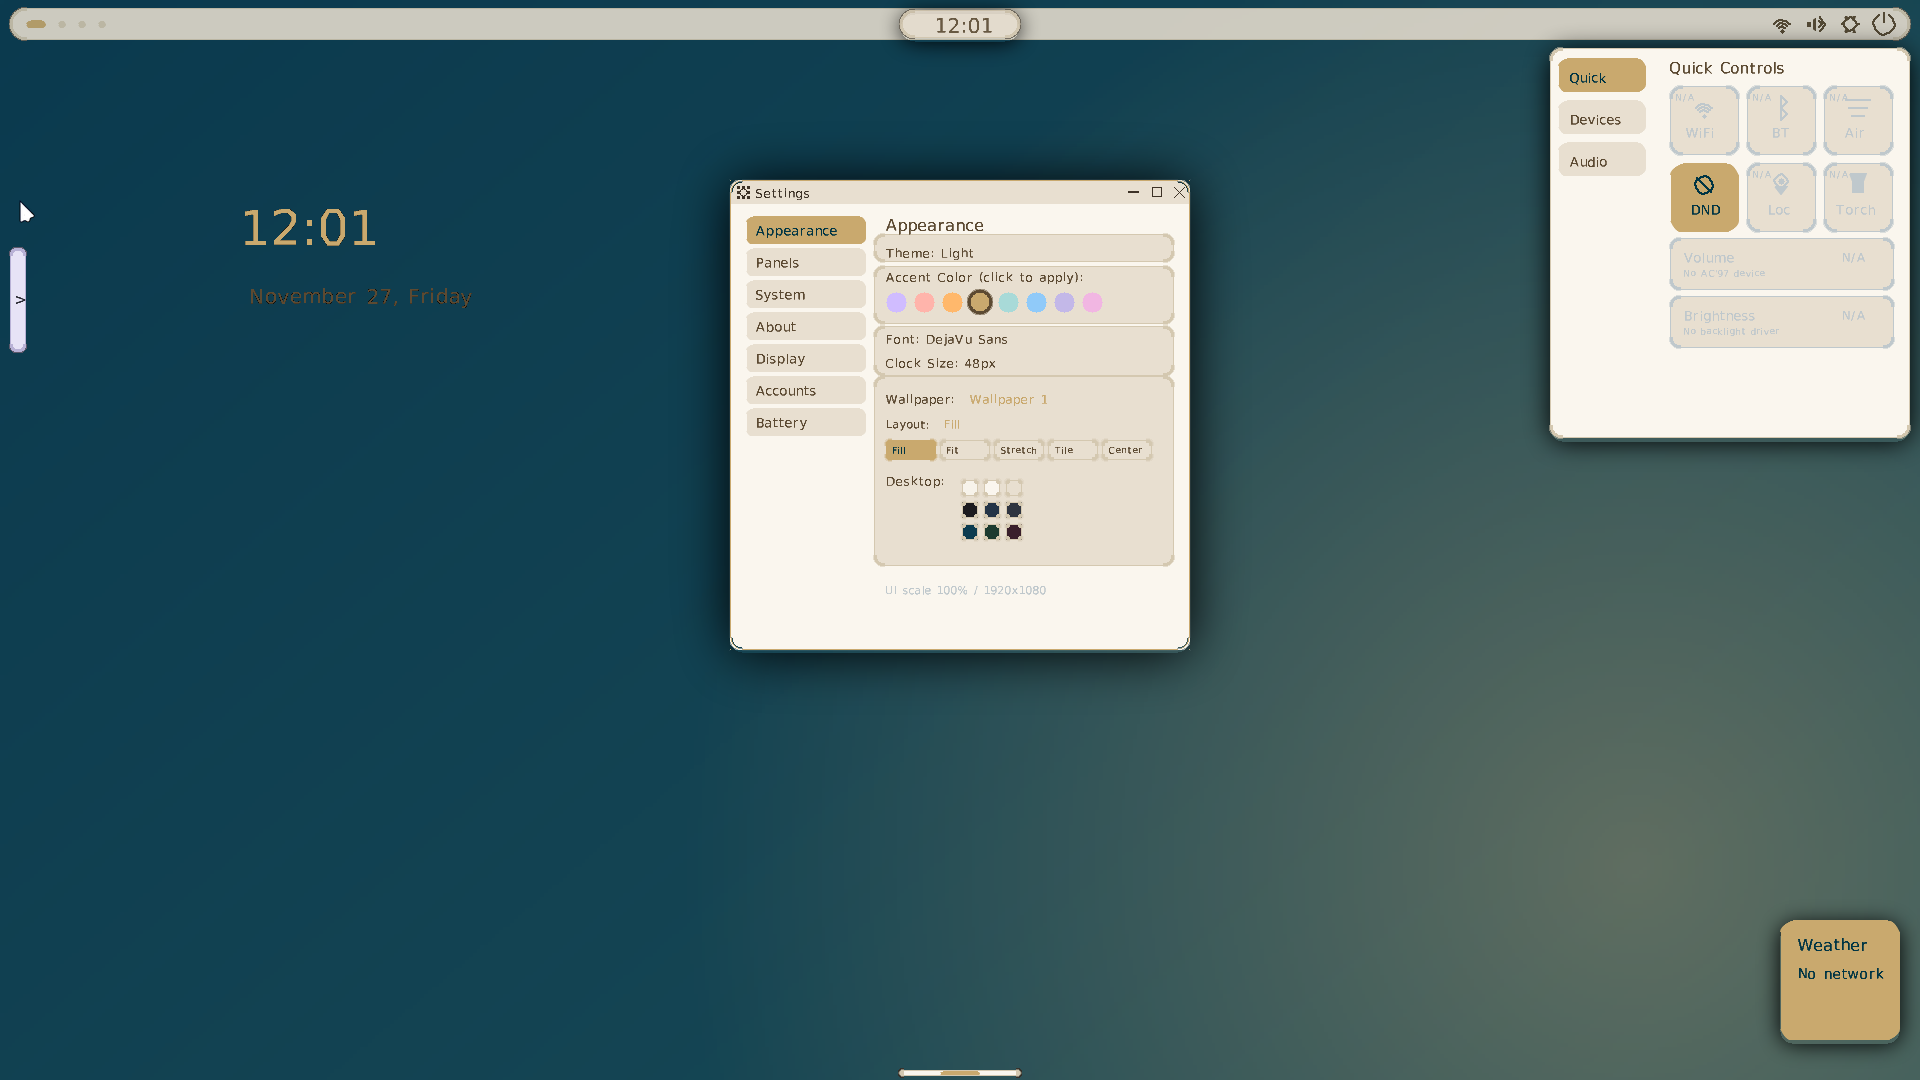 12:01
12:01
November 27, Friday
>
Settings
Appearance
Panels
System
About
Display
Accounts
Battery
Appearance
Theme: Light
Accent Color (click to apply):
Font: DejaVu Sans
Clock Size: 48px
Wallpaper: Wallpaper 1
Layout: Fill
Fill Fit Stretch Tile Center
Desktop:
UI scale 100% / 1920x1080
Quick
Devices
Audio
Quick Controls
N/A N/A N/A
WiFi BT Air
N/A N/A
DND Loc Torch
Volume N/A
No AC'97 device
Brightness N/A
No backlight driver
Weather
No network